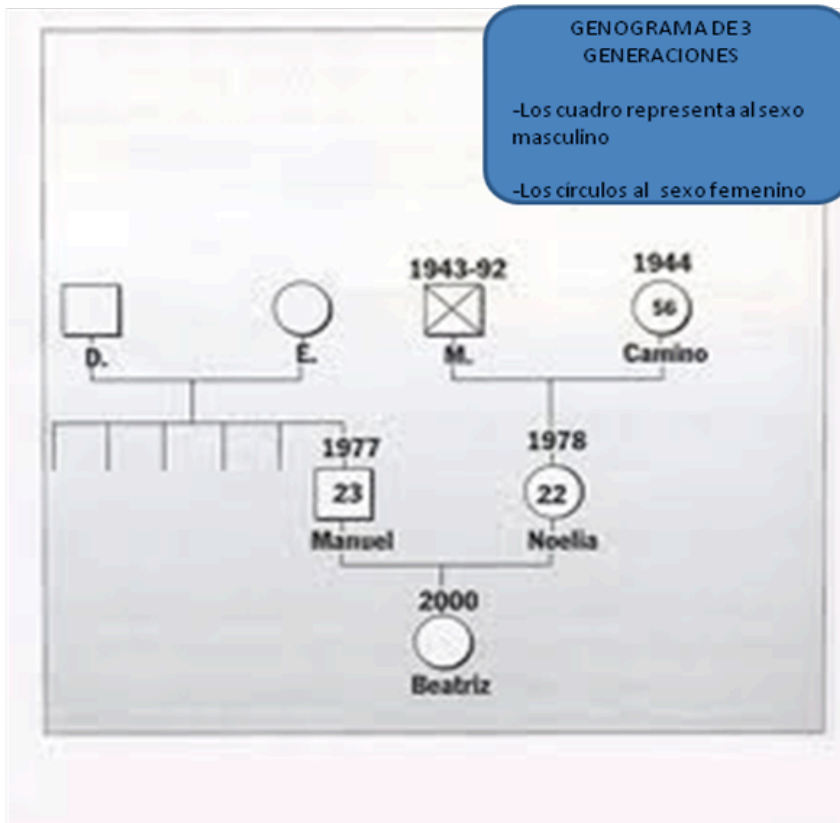 GENOGRAMA DE 3
GENERACIONES
-Los cuadro representa al sexo
masculino
-Los círculos al sexo femenino
1943-92
1944
56
D.
E.
M.
Camino
1977
1978
23
22
Manuel
Noelia
2000
Beatriz